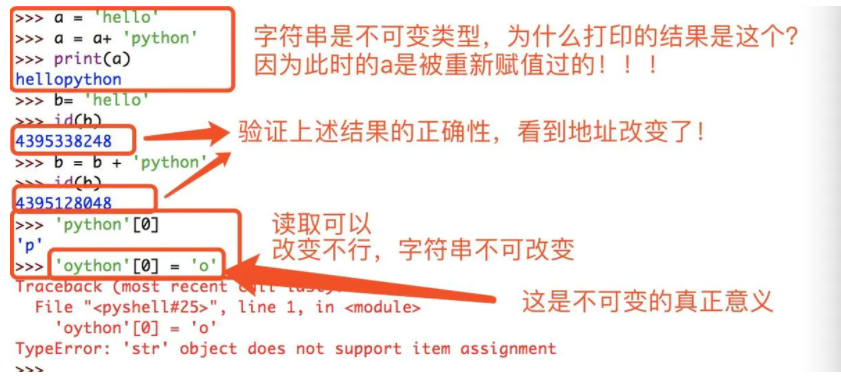 >>> a = 'hello'
>>> a = a+ 'python'
>>> print(a)
hellopython
字符串是不可变类型，为什么打印的结果是这个？
因为此时的a是被重新赋值过的！！！
>>> b= 'hello'
>>> id(b)
4395338248
验证上述结果的正确性，看到地址改变了！
>>> b = b + 'python'
>>> id(b)
4395128048
>>> 'python'[0]
'p'
读取可以
改变不行，字符串不可改变
>>> 'oython'[0] = 'o'
Traceback (most recent call
File "<pyshell#25>", line 1, in <module>
'oython'[0] = 'o'
TypeError: 'str' object does not support item assignment
这是不可变的真正意义
>>>